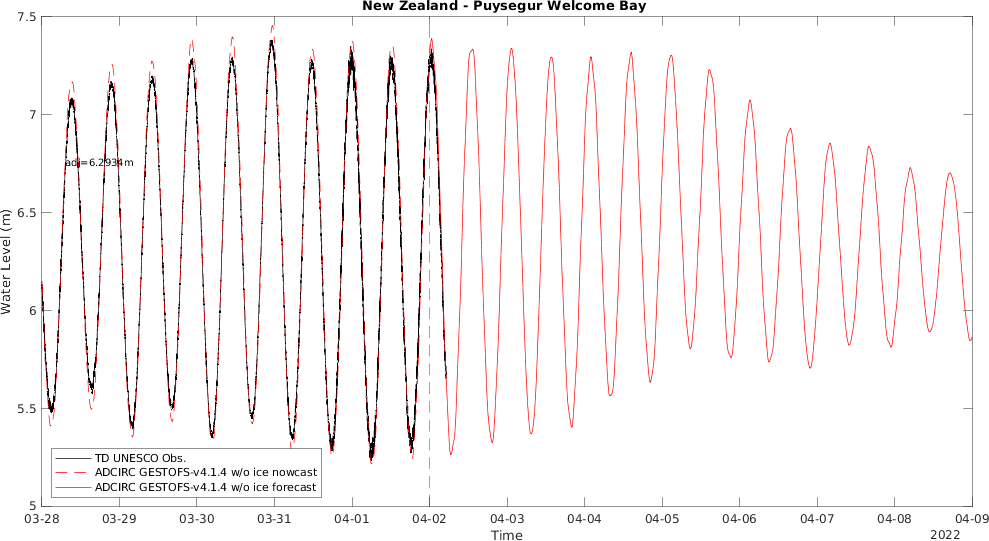 New Zealand - Puysegur Welcome Bay
7.5
7
6.5
6
5.5
5
Water Level (m)
adj=6.2934m
TD UNESCO Obs.
ADCIRC GESTOFS-v4.1.4 w/o ice nowcast
ADCIRC GESTOFS-v4.1.4 w/o ice forecast
03-28 03-29 03-30 03-31 04-01 04-02 04-03 04-04 04-05 04-06 04-07 04-08 04-09
Time
2022